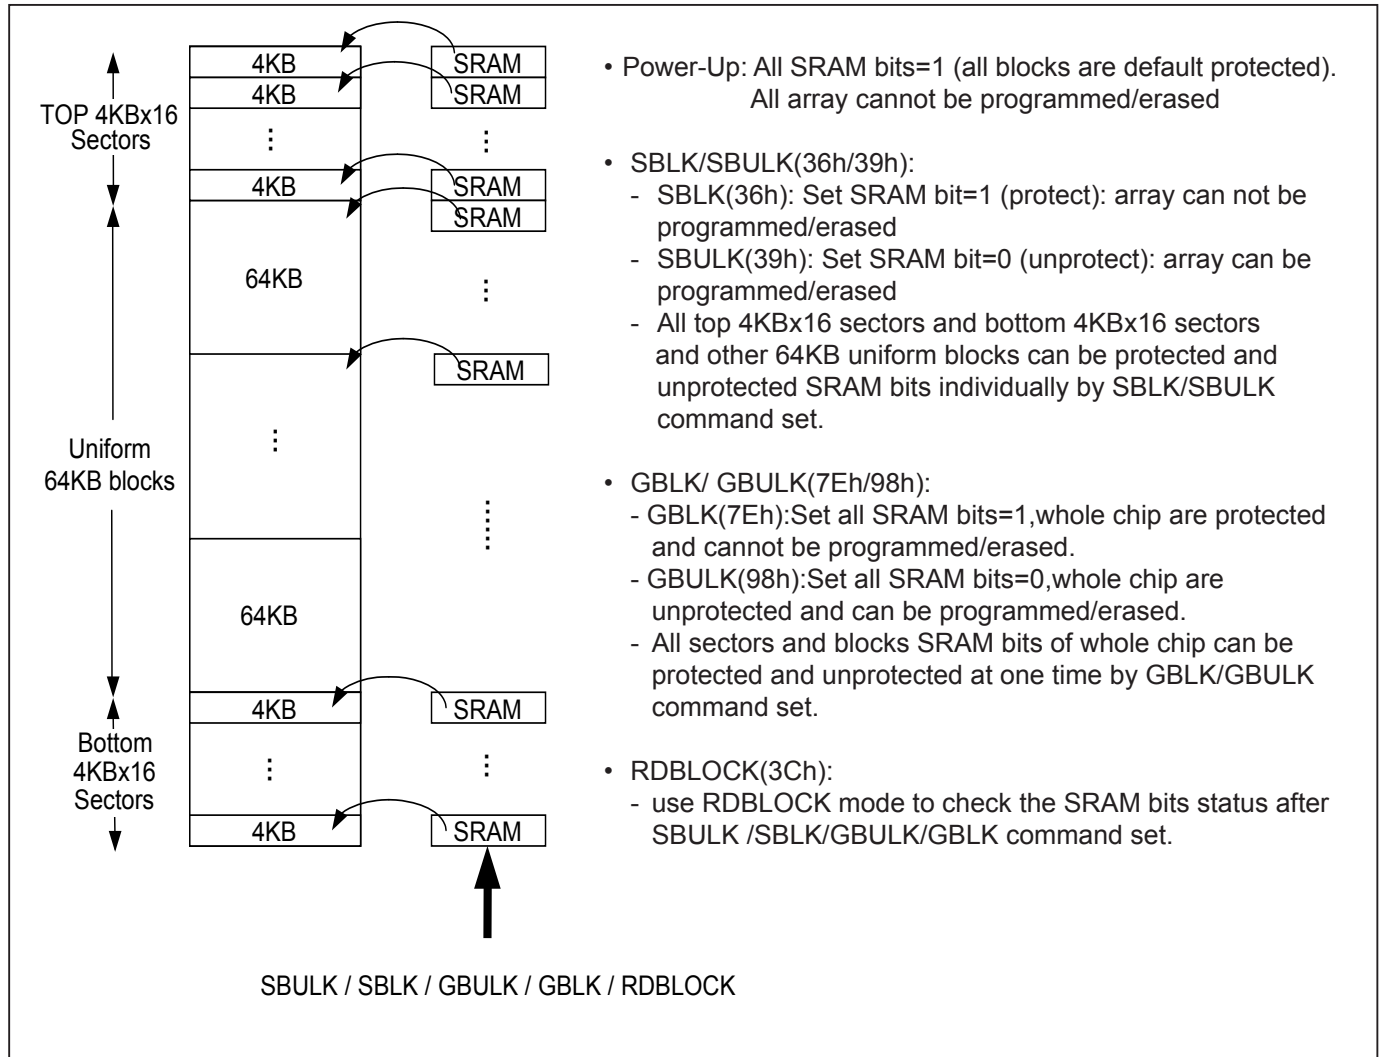 4KB
4KB
⋮
4KB
64KB
⋮
64KB
4KB
⋮
4KB
SRAM
SRAM
⋮
SRAM
SRAM
⋮
SRAM
⋮
SRAM
⋮
SRAM
TOP 4KBx16
Sectors
Uniform
64KB blocks
Bottom
4KBx16
Sectors
SBULK / SBLK / GBULK / GBLK / RDBLOCK
• Power-Up: All SRAM bits=1 (all blocks are default protected).
All array cannot be programmed/erased
• SBLK/SBULK(36h/39h):
- SBLK(36h): Set SRAM bit=1 (protect): array can not be
programmed/erased
- SBULK(39h): Set SRAM bit=0 (unprotect): array can be
programmed/erased
- All top 4KBx16 sectors and bottom 4KBx16 sectors
and other 64KB uniform blocks can be protected and
unprotected SRAM bits individually by SBLK/SBULK
command set.
• GBLK/ GBULK(7Eh/98h):
- GBLK(7Eh):Set all SRAM bits=1,whole chip are protected
and cannot be programmed/erased.
- GBULK(98h):Set all SRAM bits=0,whole chip are
unprotected and can be programmed/erased.
- All sectors and blocks SRAM bits of whole chip can be
protected and unprotected at one time by GBLK/GBULK
command set.
• RDBLOCK(3Ch):
- use RDBLOCK mode to check the SRAM bits status after
SBULK /SBLK/GBULK/GBLK command set.